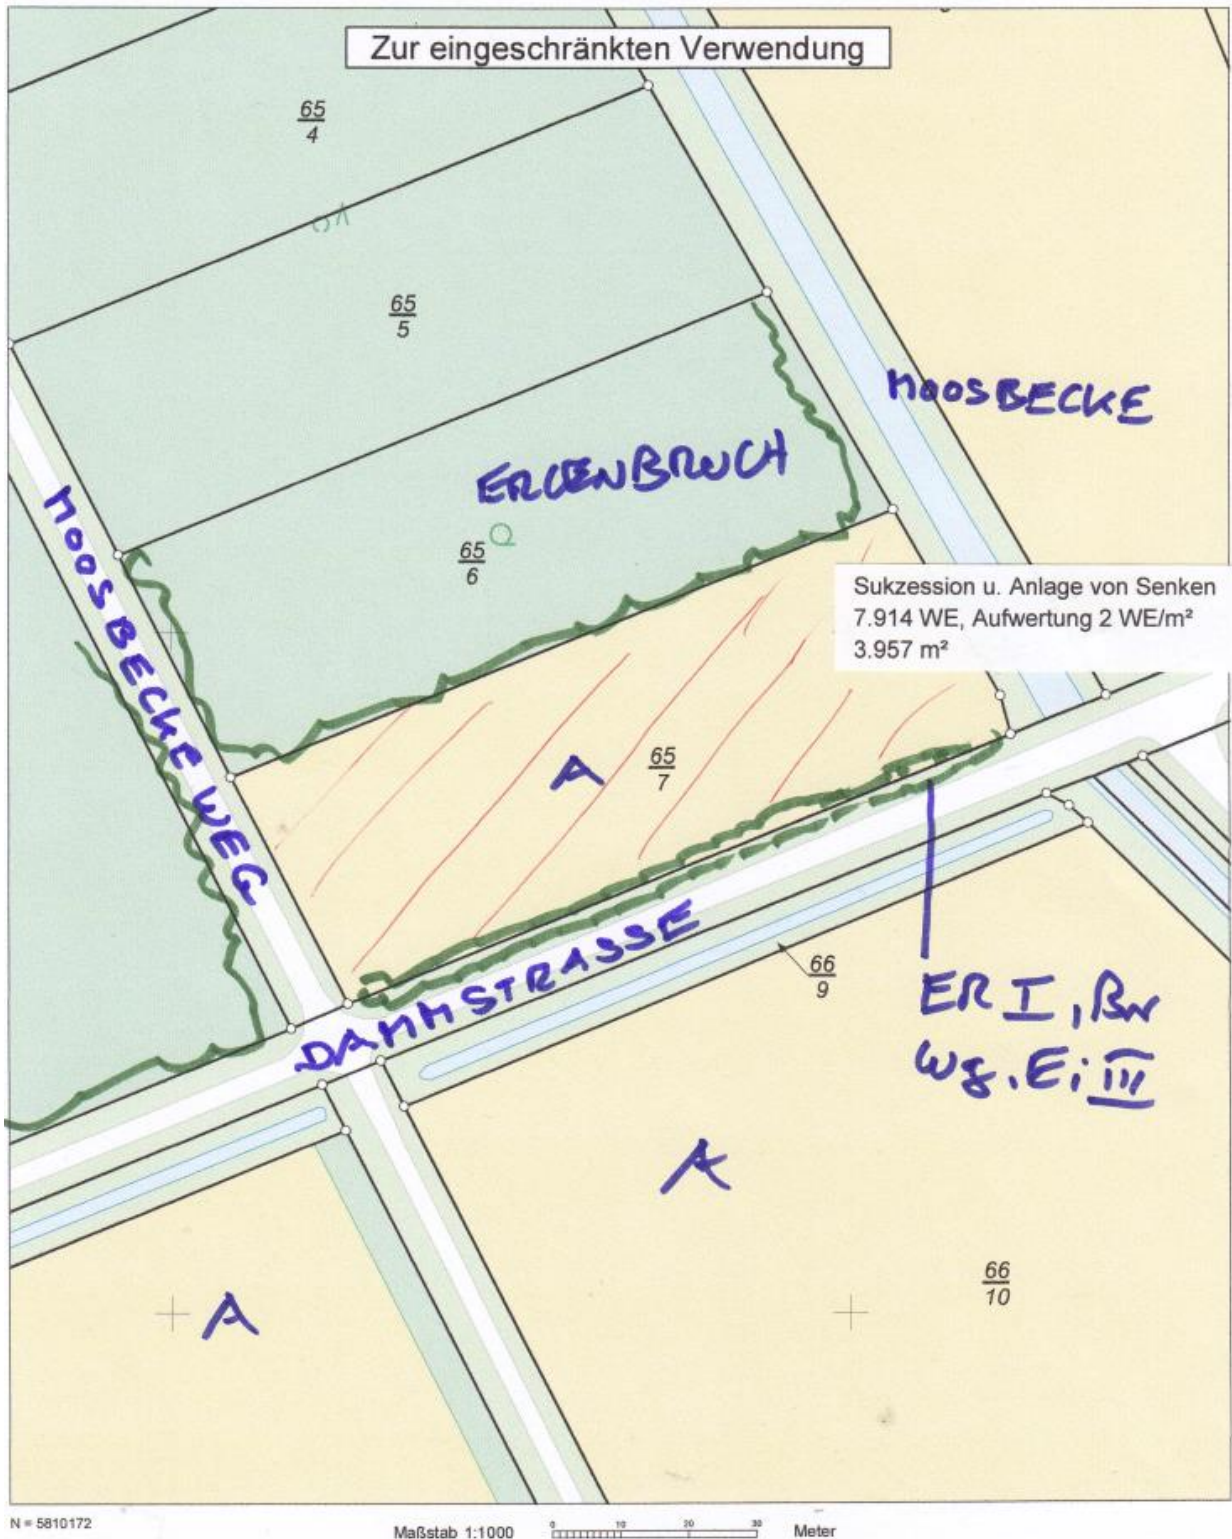 Zur eingeschränkten Verwendung
65
4
65
5
MOOSBECKE
ERLENBRUCH
65
6
MOOSBECKE WEG
Sukzession u. Anlage von Senken
7.914 WE, Aufwertung 2 WE/m²
3.957 m²
A
65
7
DAMMSTRASSE
66
9
ER I, Bw
Wg. Ei III
A
66
10
A
N = 5810172
Maßstab 1:1000
0 10 20 30
Meter